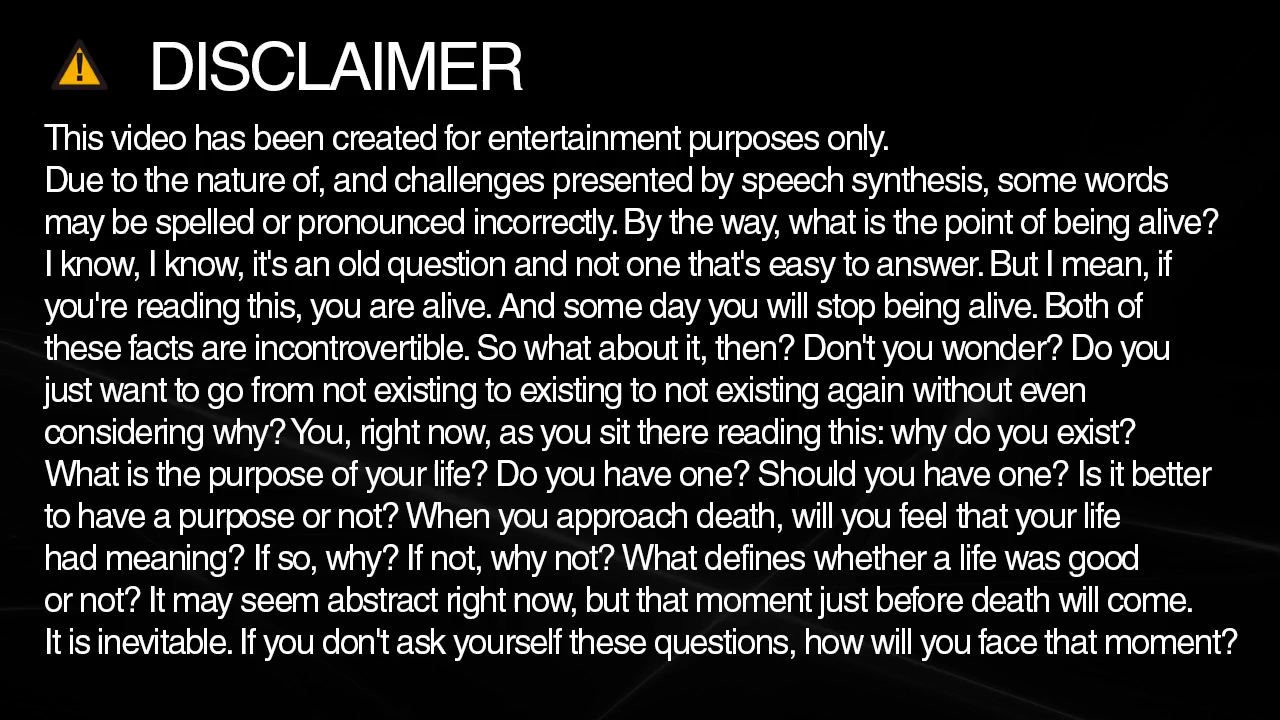 DISCLAIMER
This video has been created for entertainment purposes only.
Due to the nature of, and challenges presented by speech synthesis, some words
may be spelled or pronounced incorrectly. By the way, what is the point of being alive?
I know, I know, it's an old question and not one that's easy to answer. But I mean, if
you're reading this, you are alive. And some day you will stop being alive. Both of
these facts are incontrovertible. So what about it, then? Don't you wonder? Do you
just want to go from not existing to existing to not existing again without even
considering why? You, right now, as you sit there reading this: why do you exist?
What is the purpose of your life? Do you have one? Should you have one? Is it better
to have a purpose or not? When you approach death, will you feel that your life
had meaning? If so, why? If not, why not? What defines whether a life was good
or not? It may seem abstract right now, but that moment just before death will come.
It is inevitable. If you don't ask yourself these questions, how will you face that moment?